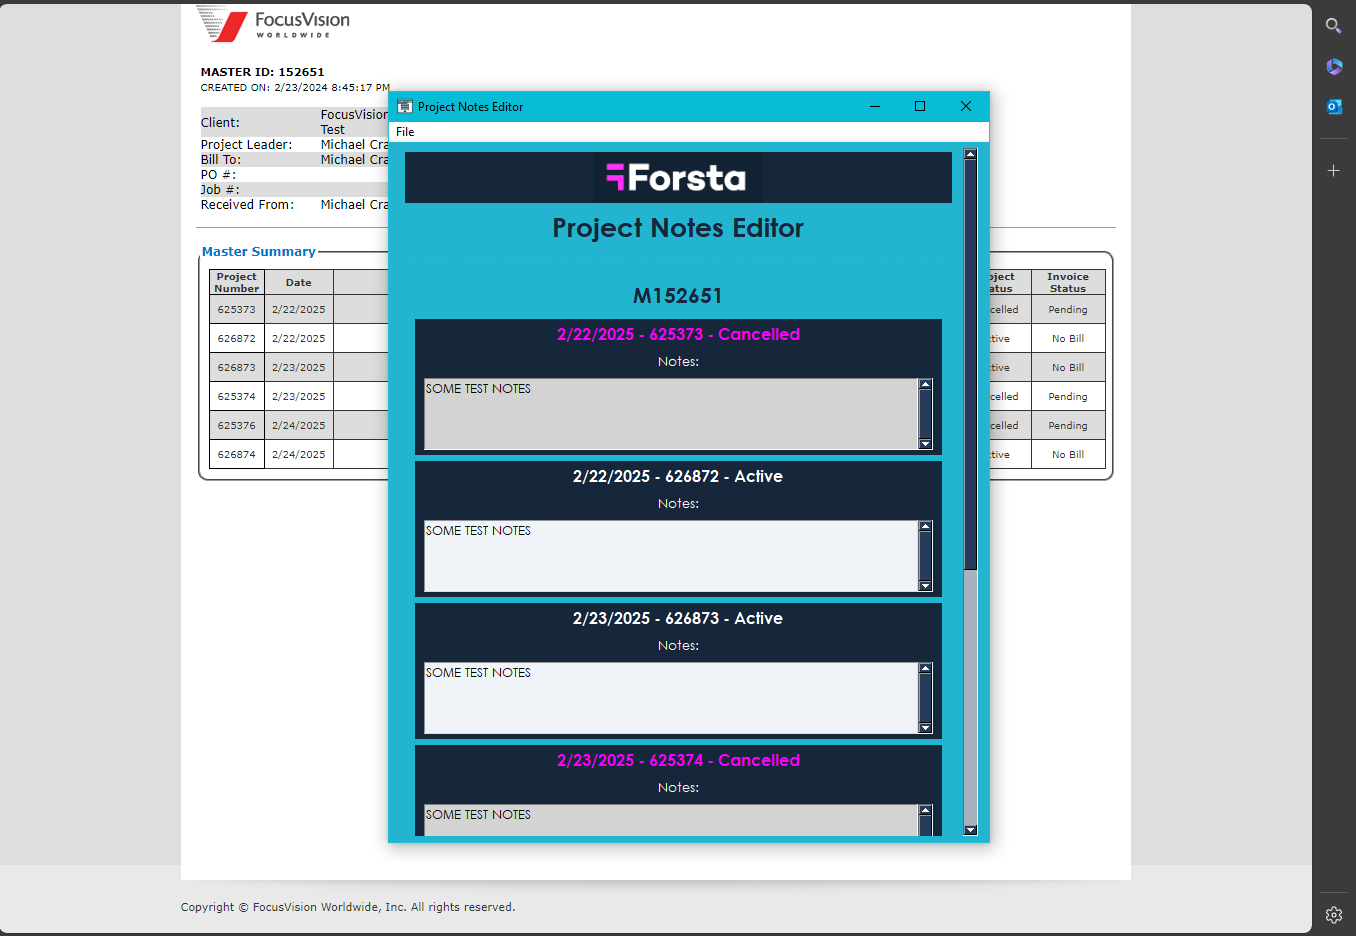 FocusVision
WORLDWIDE
MASTER ID: 152651
CREATED ON: 2/23/2024 8:45:17 PM
Client: FocusVision
Test
Project Leader: Michael Cra
Bill To: Michael Cra
PO #:
Job #:
Received From: Michael Cra
Master Summary
Project Number Date
625373 2/22/2025
626872 2/22/2025
626873 2/23/2025
625374 2/23/2025
625376 2/24/2025
626874 2/24/2025
Project Notes Editor
File
Forsta
Project Notes Editor
M152651
2/22/2025 - 625373 - Cancelled
Notes:
SOME TEST NOTES
2/22/2025 - 626872 - Active
Notes:
SOME TEST NOTES
2/23/2025 - 626873 - Active
Notes:
SOME TEST NOTES
2/23/2025 - 625374 - Cancelled
Notes:
SOME TEST NOTES
oject Invoice
atus Status
celled Pending
tive No Bill
ctive No Bill
celled Pending
celled Pending
tive No Bill
Copyright © FocusVision Worldwide, Inc. All rights reserved.